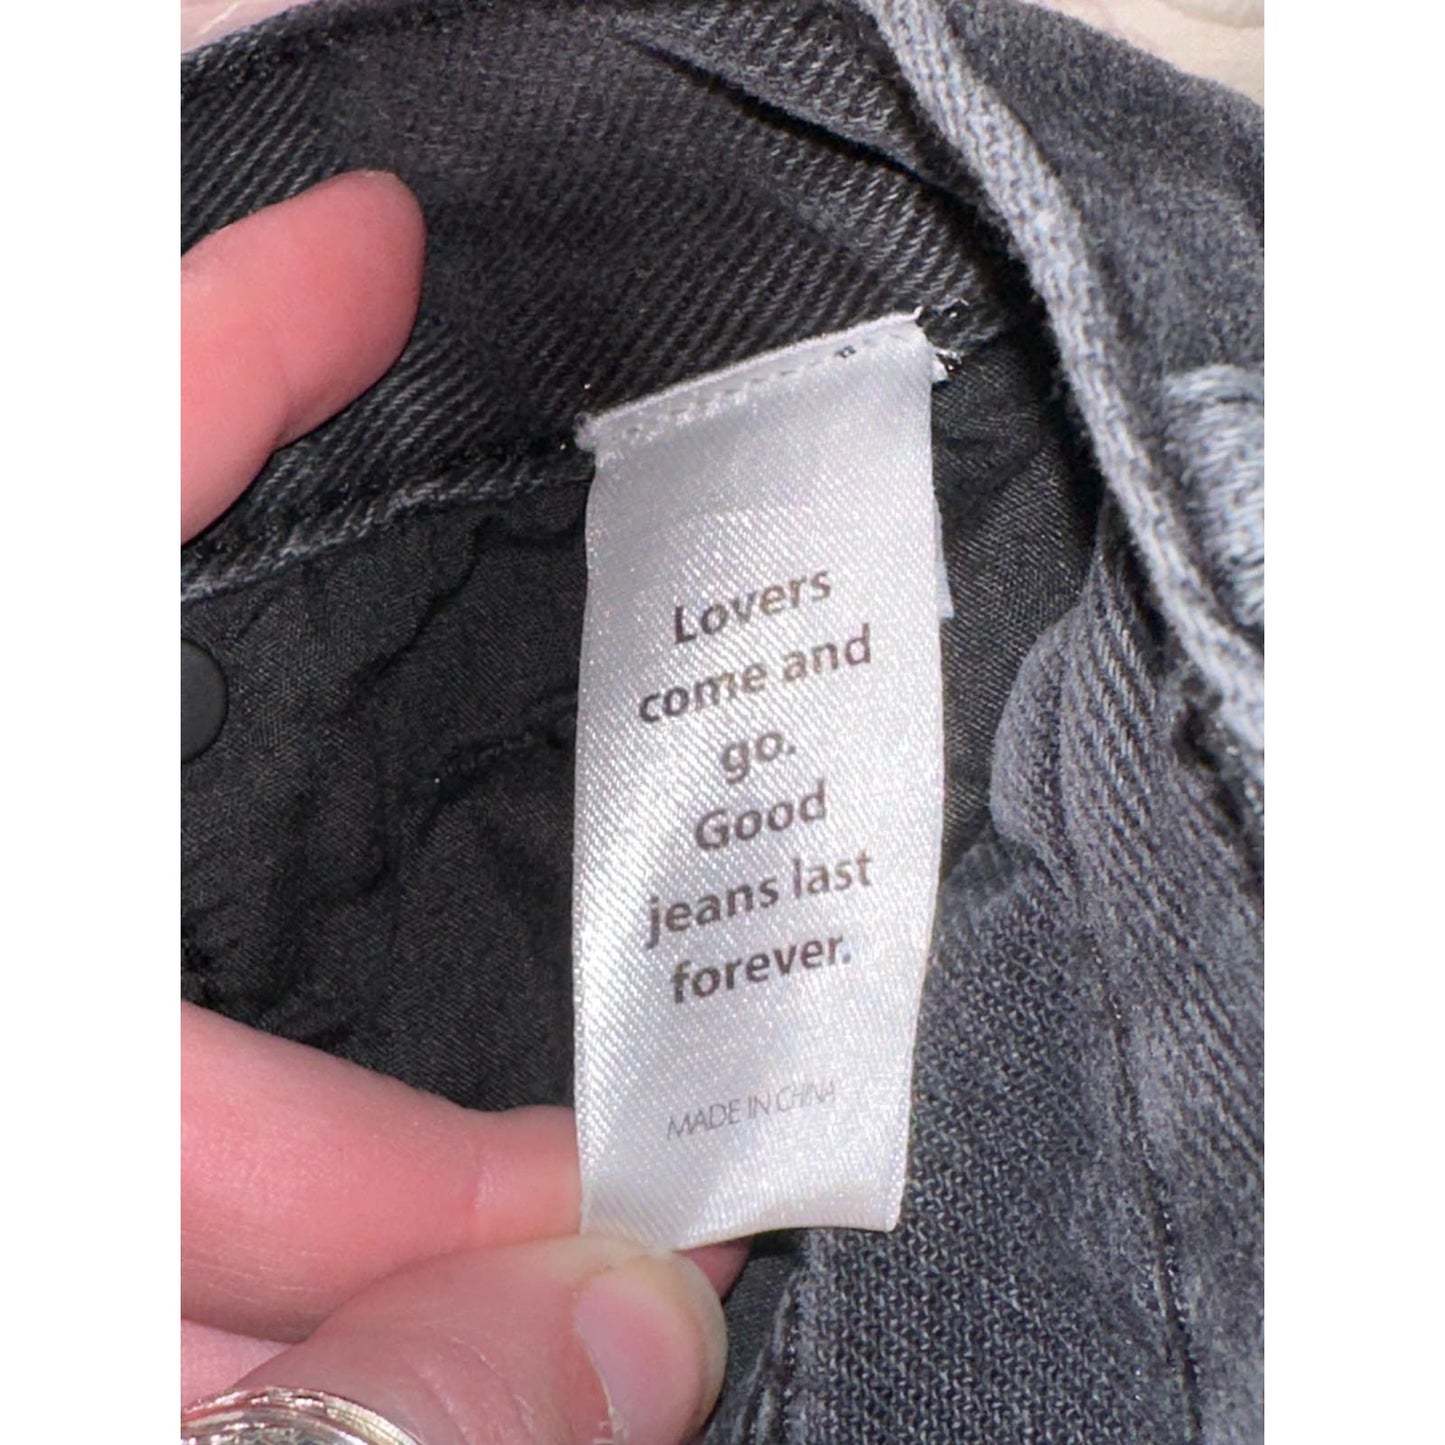 Lovers
come and
go.
Good
jeans last
forever.
MADE IN CHINA